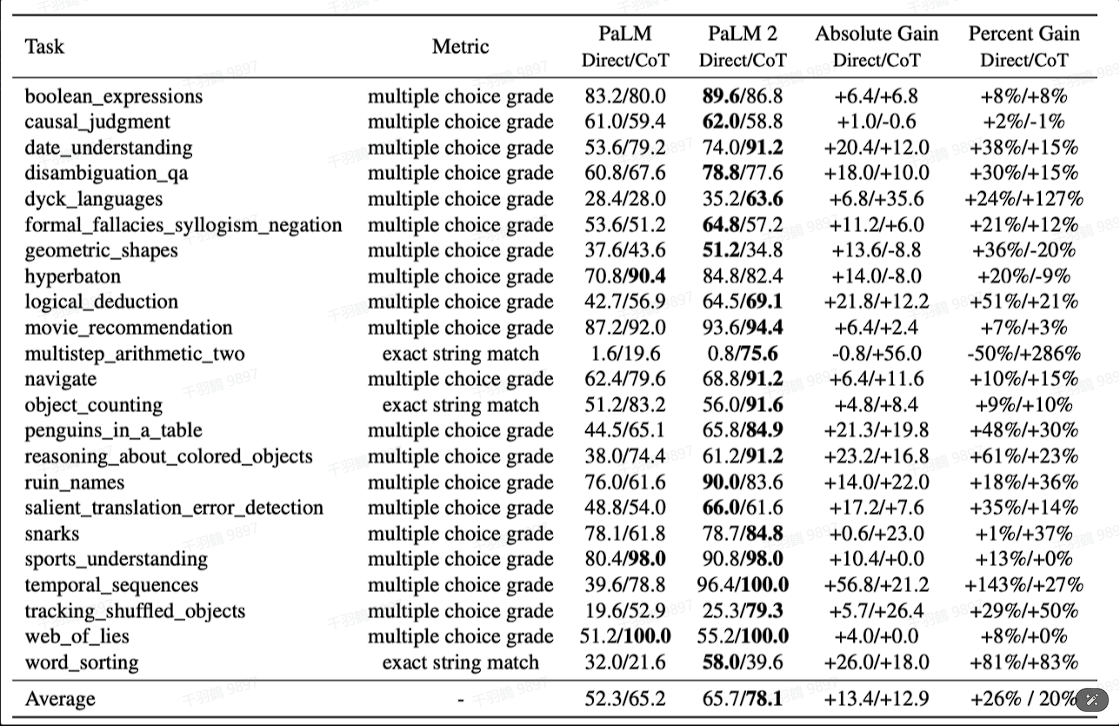 Task Metric PaLM PaLM 2 Absolute Gain Percent Gain
Direct/CoT Direct/CoT Direct/CoT Direct/CoT
boolean_expressions multiple choice grade 83.2/80.0 89.6/86.8 +6.4/+6.8 +8%/+8%
causal_judgment multiple choice grade 61.0/59.4 62.0/58.8 +1.0/-0.6 +2%/-1%
date_understanding multiple choice grade 53.6/79.2 74.0/91.2 +20.4/+12.0 +38%/+15%
disambiguation_qa multiple choice grade 60.8/67.6 78.8/77.6 +18.0/+10.0 +30%/+15%
dyck_languages multiple choice grade 28.4/28.0 35.2/63.6 +6.8/+35.6 +24%/+127%
formal_fallacies_syllogism_negation multiple choice grade 53.6/51.2 64.8/57.2 +11.2/+6.0 +21%/+12%
geometric_shapes multiple choice grade 37.6/43.6 51.2/34.8 +13.6/-8.8 +36%/-20%
hyperbaton multiple choice grade 70.8/90.4 84.8/82.4 +14.0/-8.0 +20%/-9%
logical_deduction multiple choice grade 42.7/56.9 64.5/69.1 +21.8/+12.2 +51%/+21%
movie_recommendation multiple choice grade 87.2/92.0 93.6/94.4 +6.4/+2.4 +7%/+3%
multistep_arithmetic_two exact string match 1.6/19.6 0.8/75.6 -0.8/+56.0 -50%/+286%
navigate multiple choice grade 62.4/79.6 68.8/91.2 +6.4/+11.6 +10%/+15%
object_counting exact string match 51.2/83.2 56.0/91.6 +4.8/+8.4 +9%/+10%
penguins_in_a_table multiple choice grade 44.5/65.1 65.8/84.9 +21.3/+19.8 +48%/+30%
reasoning_about_colored_objects multiple choice grade 38.0/74.4 61.2/91.2 +23.2/+16.8 +61%/+23%
ruin_names multiple choice grade 76.0/61.6 90.0/83.6 +14.0/+22.0 +18%/+36%
salient_translation_error_detection multiple choice grade 48.8/54.0 66.0/61.6 +17.2/+7.6 +35%/+14%
snarks multiple choice grade 78.1/61.8 78.7/84.8 +0.6/+23.0 +1%/+37%
sports_understanding multiple choice grade 80.4/98.0 90.8/98.0 +10.4/+0.0 +13%/+0%
temporal_sequences multiple choice grade 39.6/78.8 96.4/100.0 +56.8/+21.2 +143%/+27%
tracking_shuffled_objects multiple choice grade 19.6/52.9 25.3/79.3 +5.7/+26.4 +29%/+50%
web_of_lies multiple choice grade 51.2/100.0 55.2/100.0 +4.0/+0.0 +8%/+0%
word_sorting exact string match 32.0/21.6 58.0/39.6 +26.0/+18.0 +81%/+83%
Average - 52.3/65.2 65.7/78.1 +13.4/+12.9 +26% / 20%